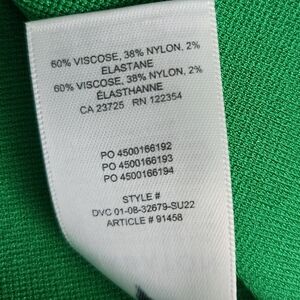 60% VISCOSE, 38% NYLON, 2%
ELASTANE
60% VISCOSE, 38% NYLON, 2%
ÉLASTHANNE
CA 23725 RN 122354
PO 4500166192
PO 4500166193
PO 4500166194
STYLE #
DVC 01-08-32679-SU22
ARTICLE # 91458